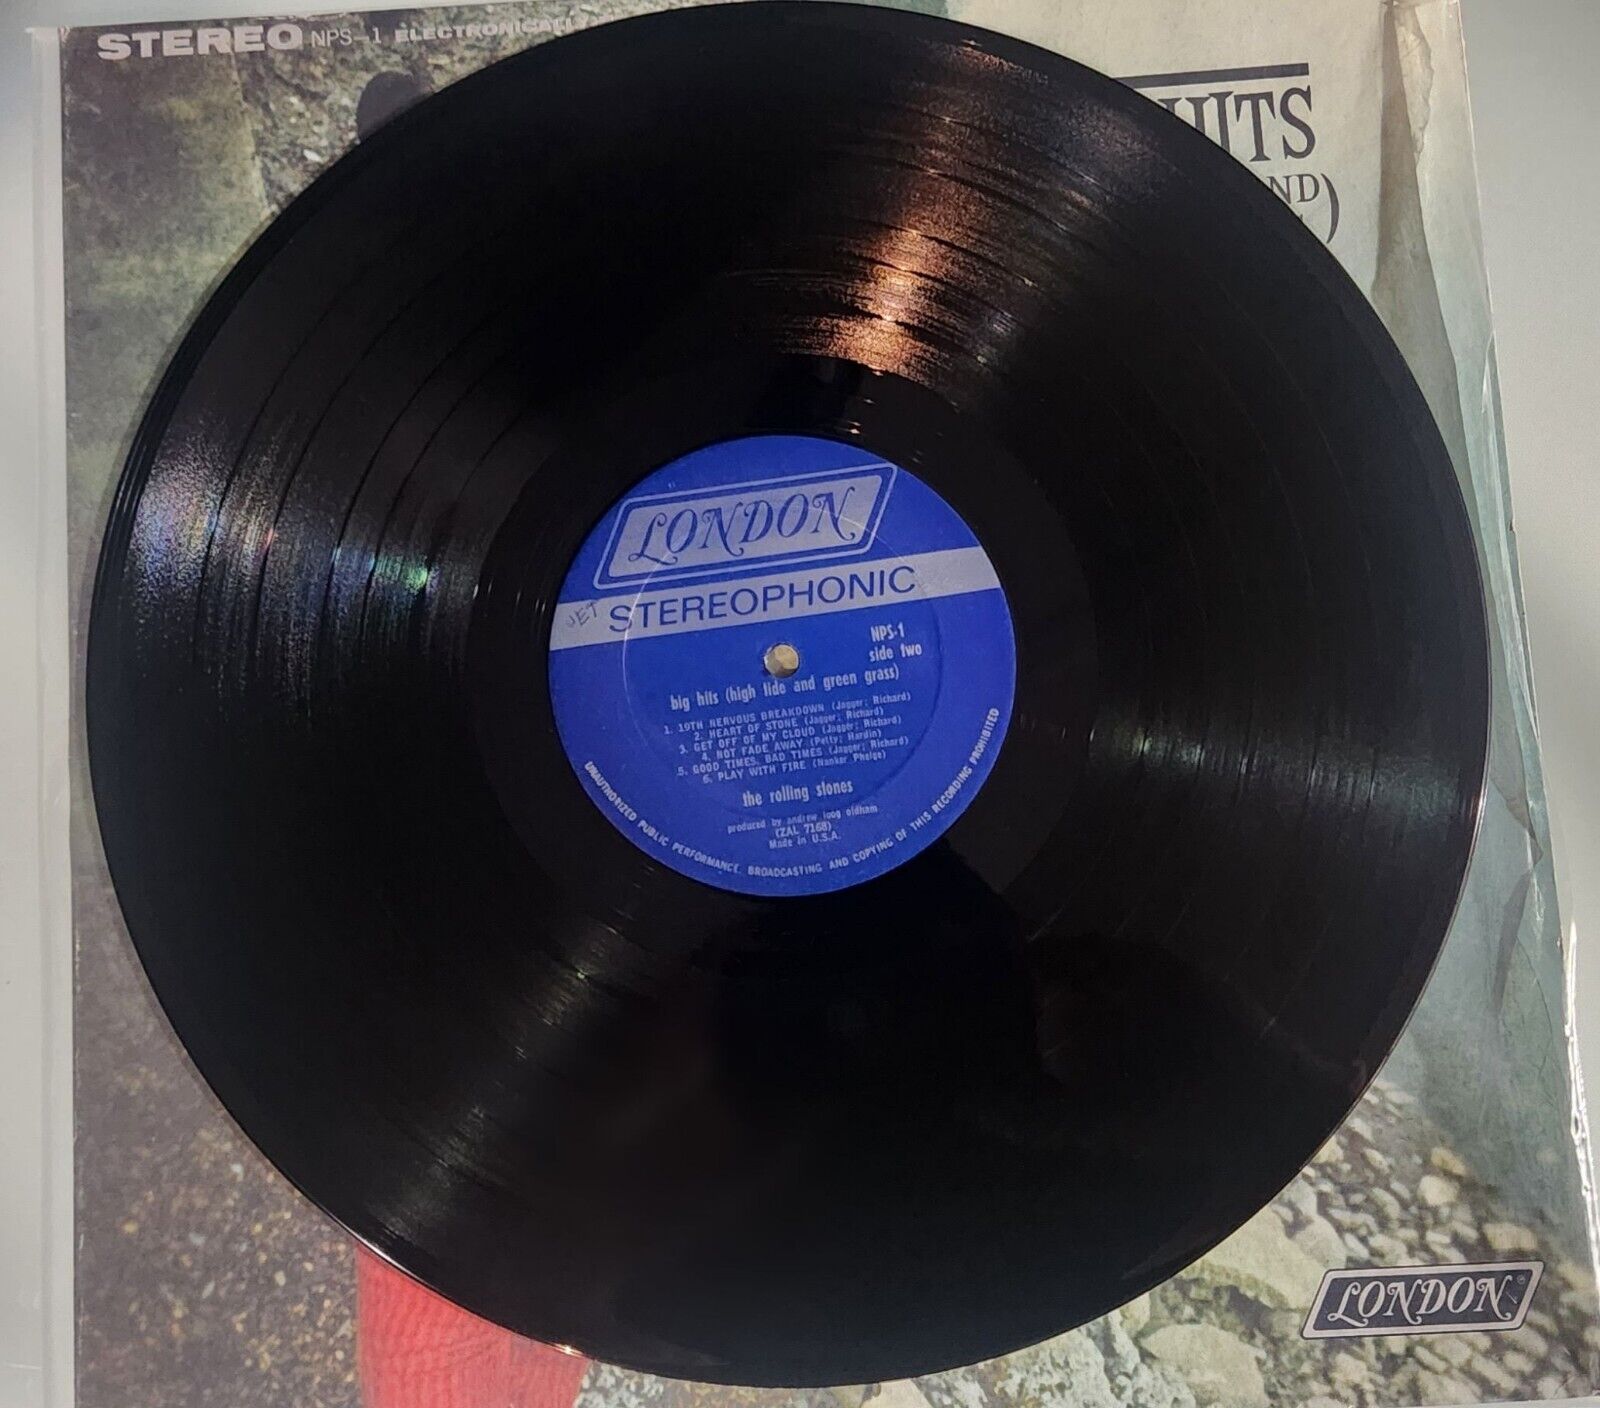 STEREO NPS-1 ELECTRONICALLY
HITS
ND)
LONDON
STEREOPHONIC
JET
NPS-1
side two
big hits (high tide and green grass)
1. 19TH NERVOUS BREAKDOWN (Jagger; Richard)
2. HEART OF STONE (Jagger; Richard)
3. GET OFF OF MY CLOUD (Jagger; Richard)
4. NOT FADE AWAY (Petty; Hardin)
5. GOOD TIMES, BAD TIMES (Jagger; Richard)
6. PLAY WITH FIRE (Nanker Phelge)
the rolling stones
produced by andrew loog oldham
(ZAL 7168)
Made in U.S.A.
UNAUTHORIZED PUBLIC PERFORMANCE, BROADCASTING AND COPYING OF THIS RECORDING PROHIBITED
LONDON®